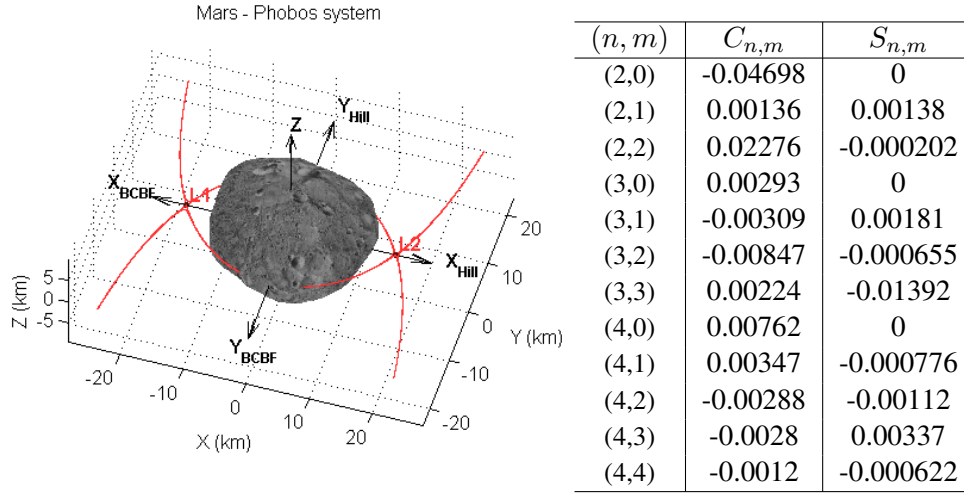 Mars - Phobos system
Y_Hill
Z
X_BCBF
L1
L2
X_Hill
Y_BCBF
Z (km)
5
0
-5
-20
-10
0
10
20
X (km)
20
10
0
-10
-20
Y (km)
(n, m) C_{n,m} S_{n,m}
(2,0) -0.04698 0
(2,1) 0.00136 0.00138
(2,2) 0.02276 -0.000202
(3,0) 0.00293 0
(3,1) -0.00309 0.00181
(3,2) -0.00847 -0.000655
(3,3) 0.00224 -0.01392
(4,0) 0.00762 0
(4,1) 0.00347 -0.000776
(4,2) -0.00288 -0.00112
(4,3) -0.0028 0.00337
(4,4) -0.0012 -0.000622